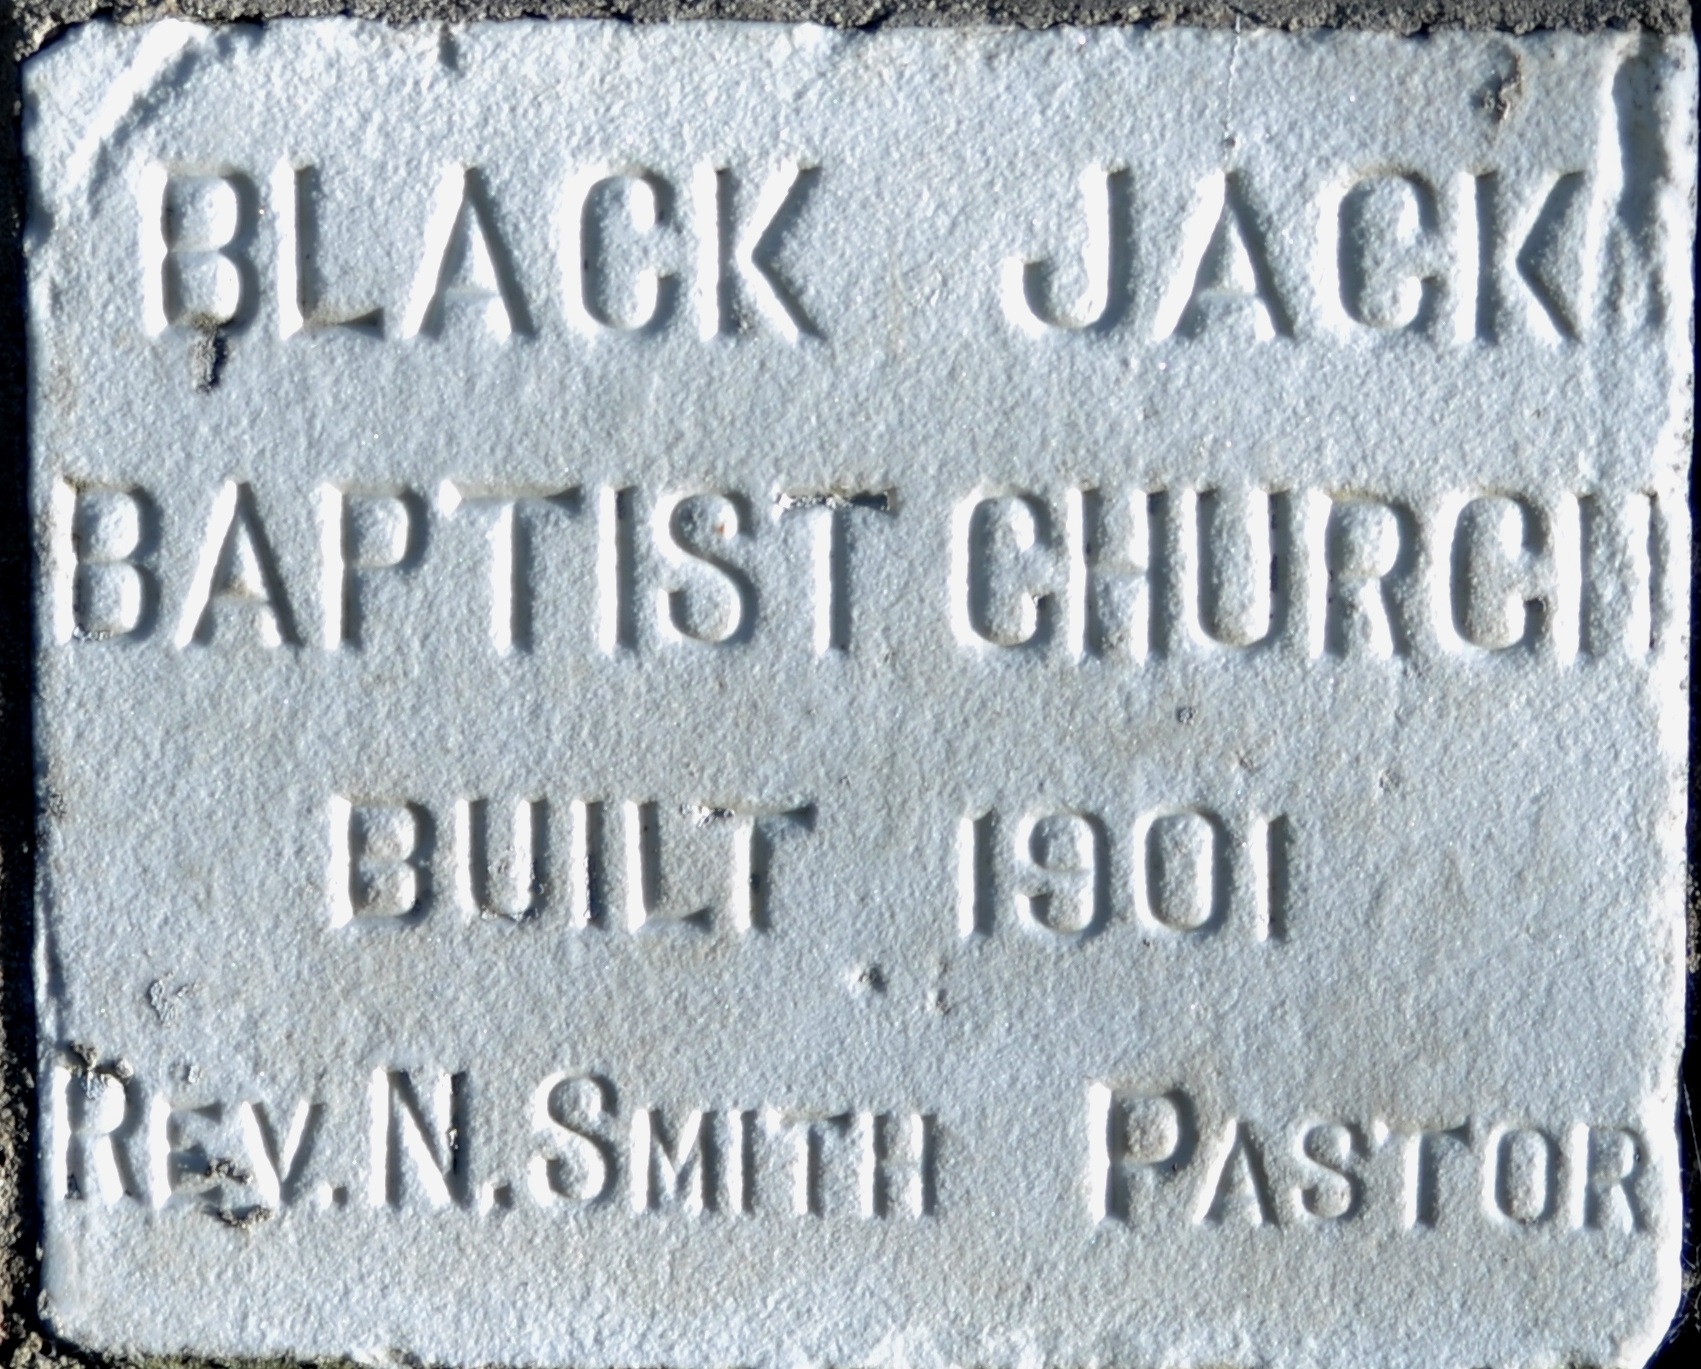 BLACK JACK
BAPTIST CHURCH
BUILT 1901
REV. N. SMITH PASTOR